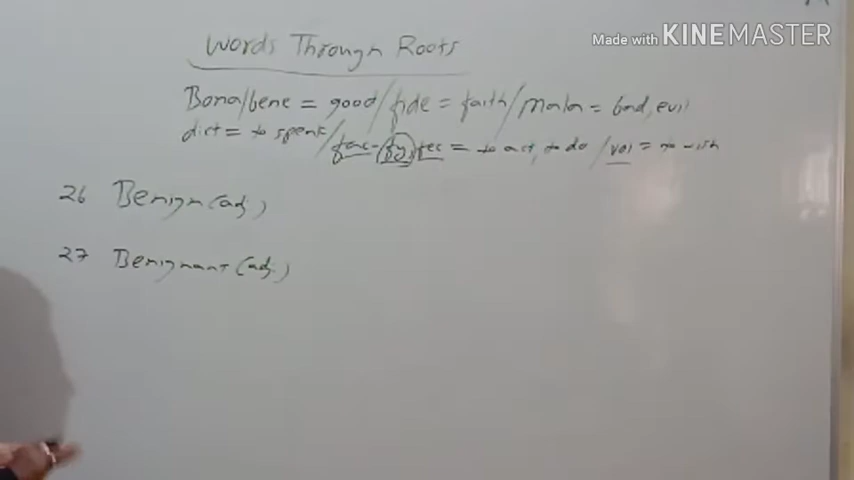 Made with KINEMASTER
Words Through Roots
Bona/bene = good/fide = faith/mala = bad, evil
dict = to speak/fac-fy, fec = to act, to do/vol = to wish
26 Benign (adj)
27 Benignant (adj.)